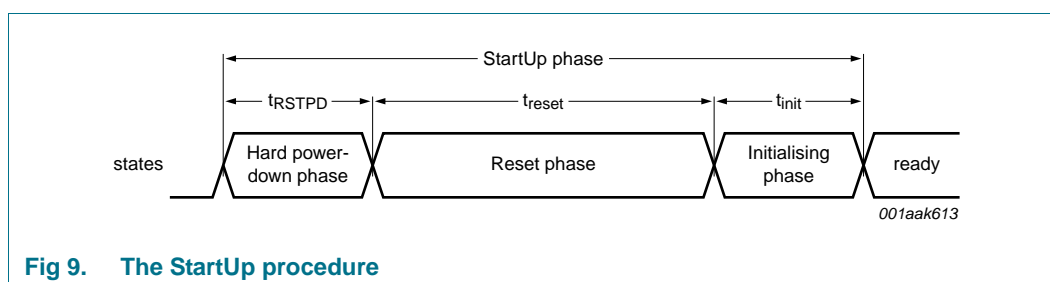 StartUp phase
tRSTPD
treset
tinit
states
Hard power-
down phase
Reset phase
Initialising
phase
ready
001aak613
Fig 9. The StartUp procedure